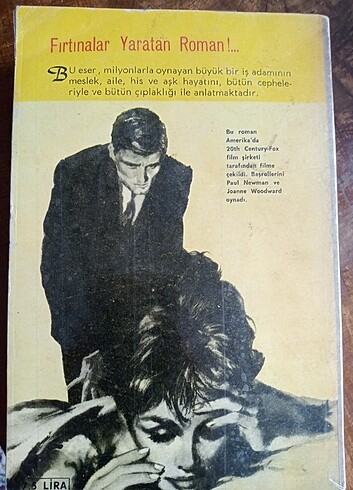 Fırtınalar Yaratan Roman!...
BU eser, milyonlarla oynayan büyük bir iş adamının
meslek, aile, his ve aşk hayatını, bütün cephele-
riyle ve bütün çıplaklığı ile anlatmaktadır.
Bu roman
Amerika'da
20th Century-Fox
film şirketi
tarafından filme
çekildi. Başrollerini
Paul Newman ve
Joanne Woodward
oynadı.
LİRA